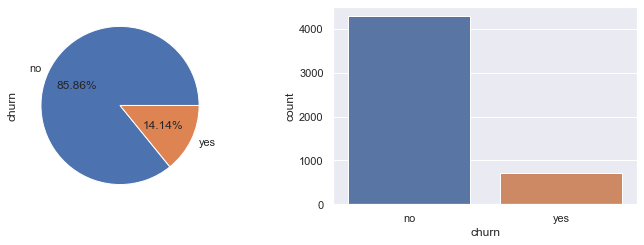 churn
no
85.86%
14.14%
yes
count
4000
3000
2000
1000
0
no
yes
churn